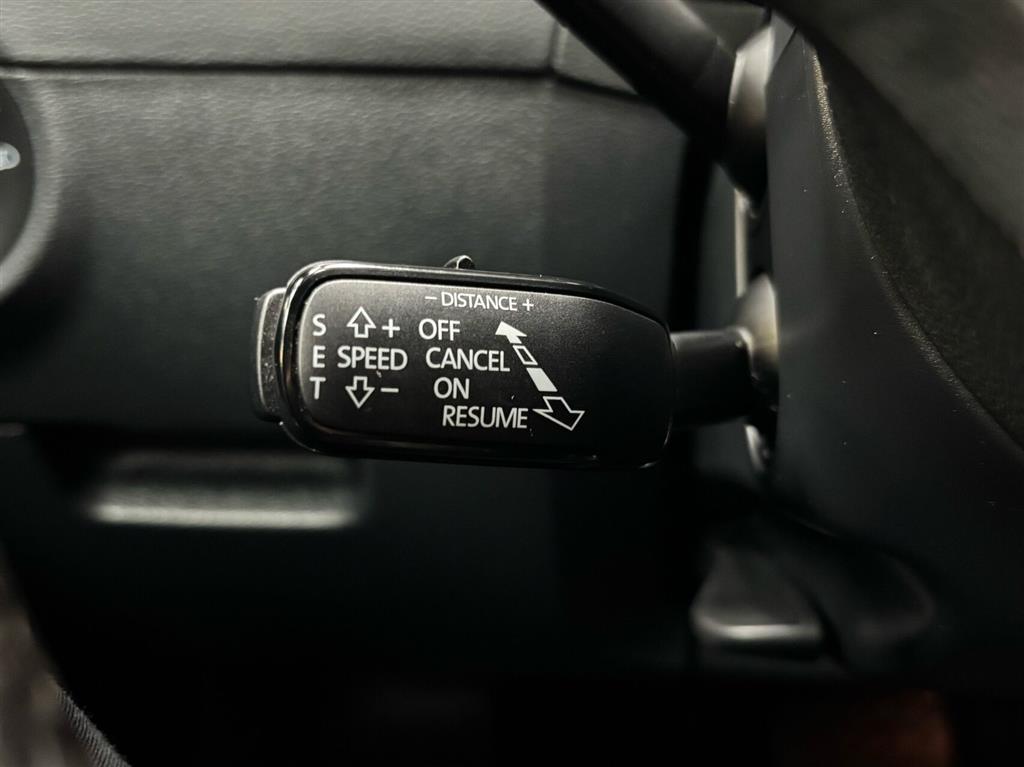 - DISTANCE +
S + OFF
E SPEED CANCEL
T - ON
RESUME